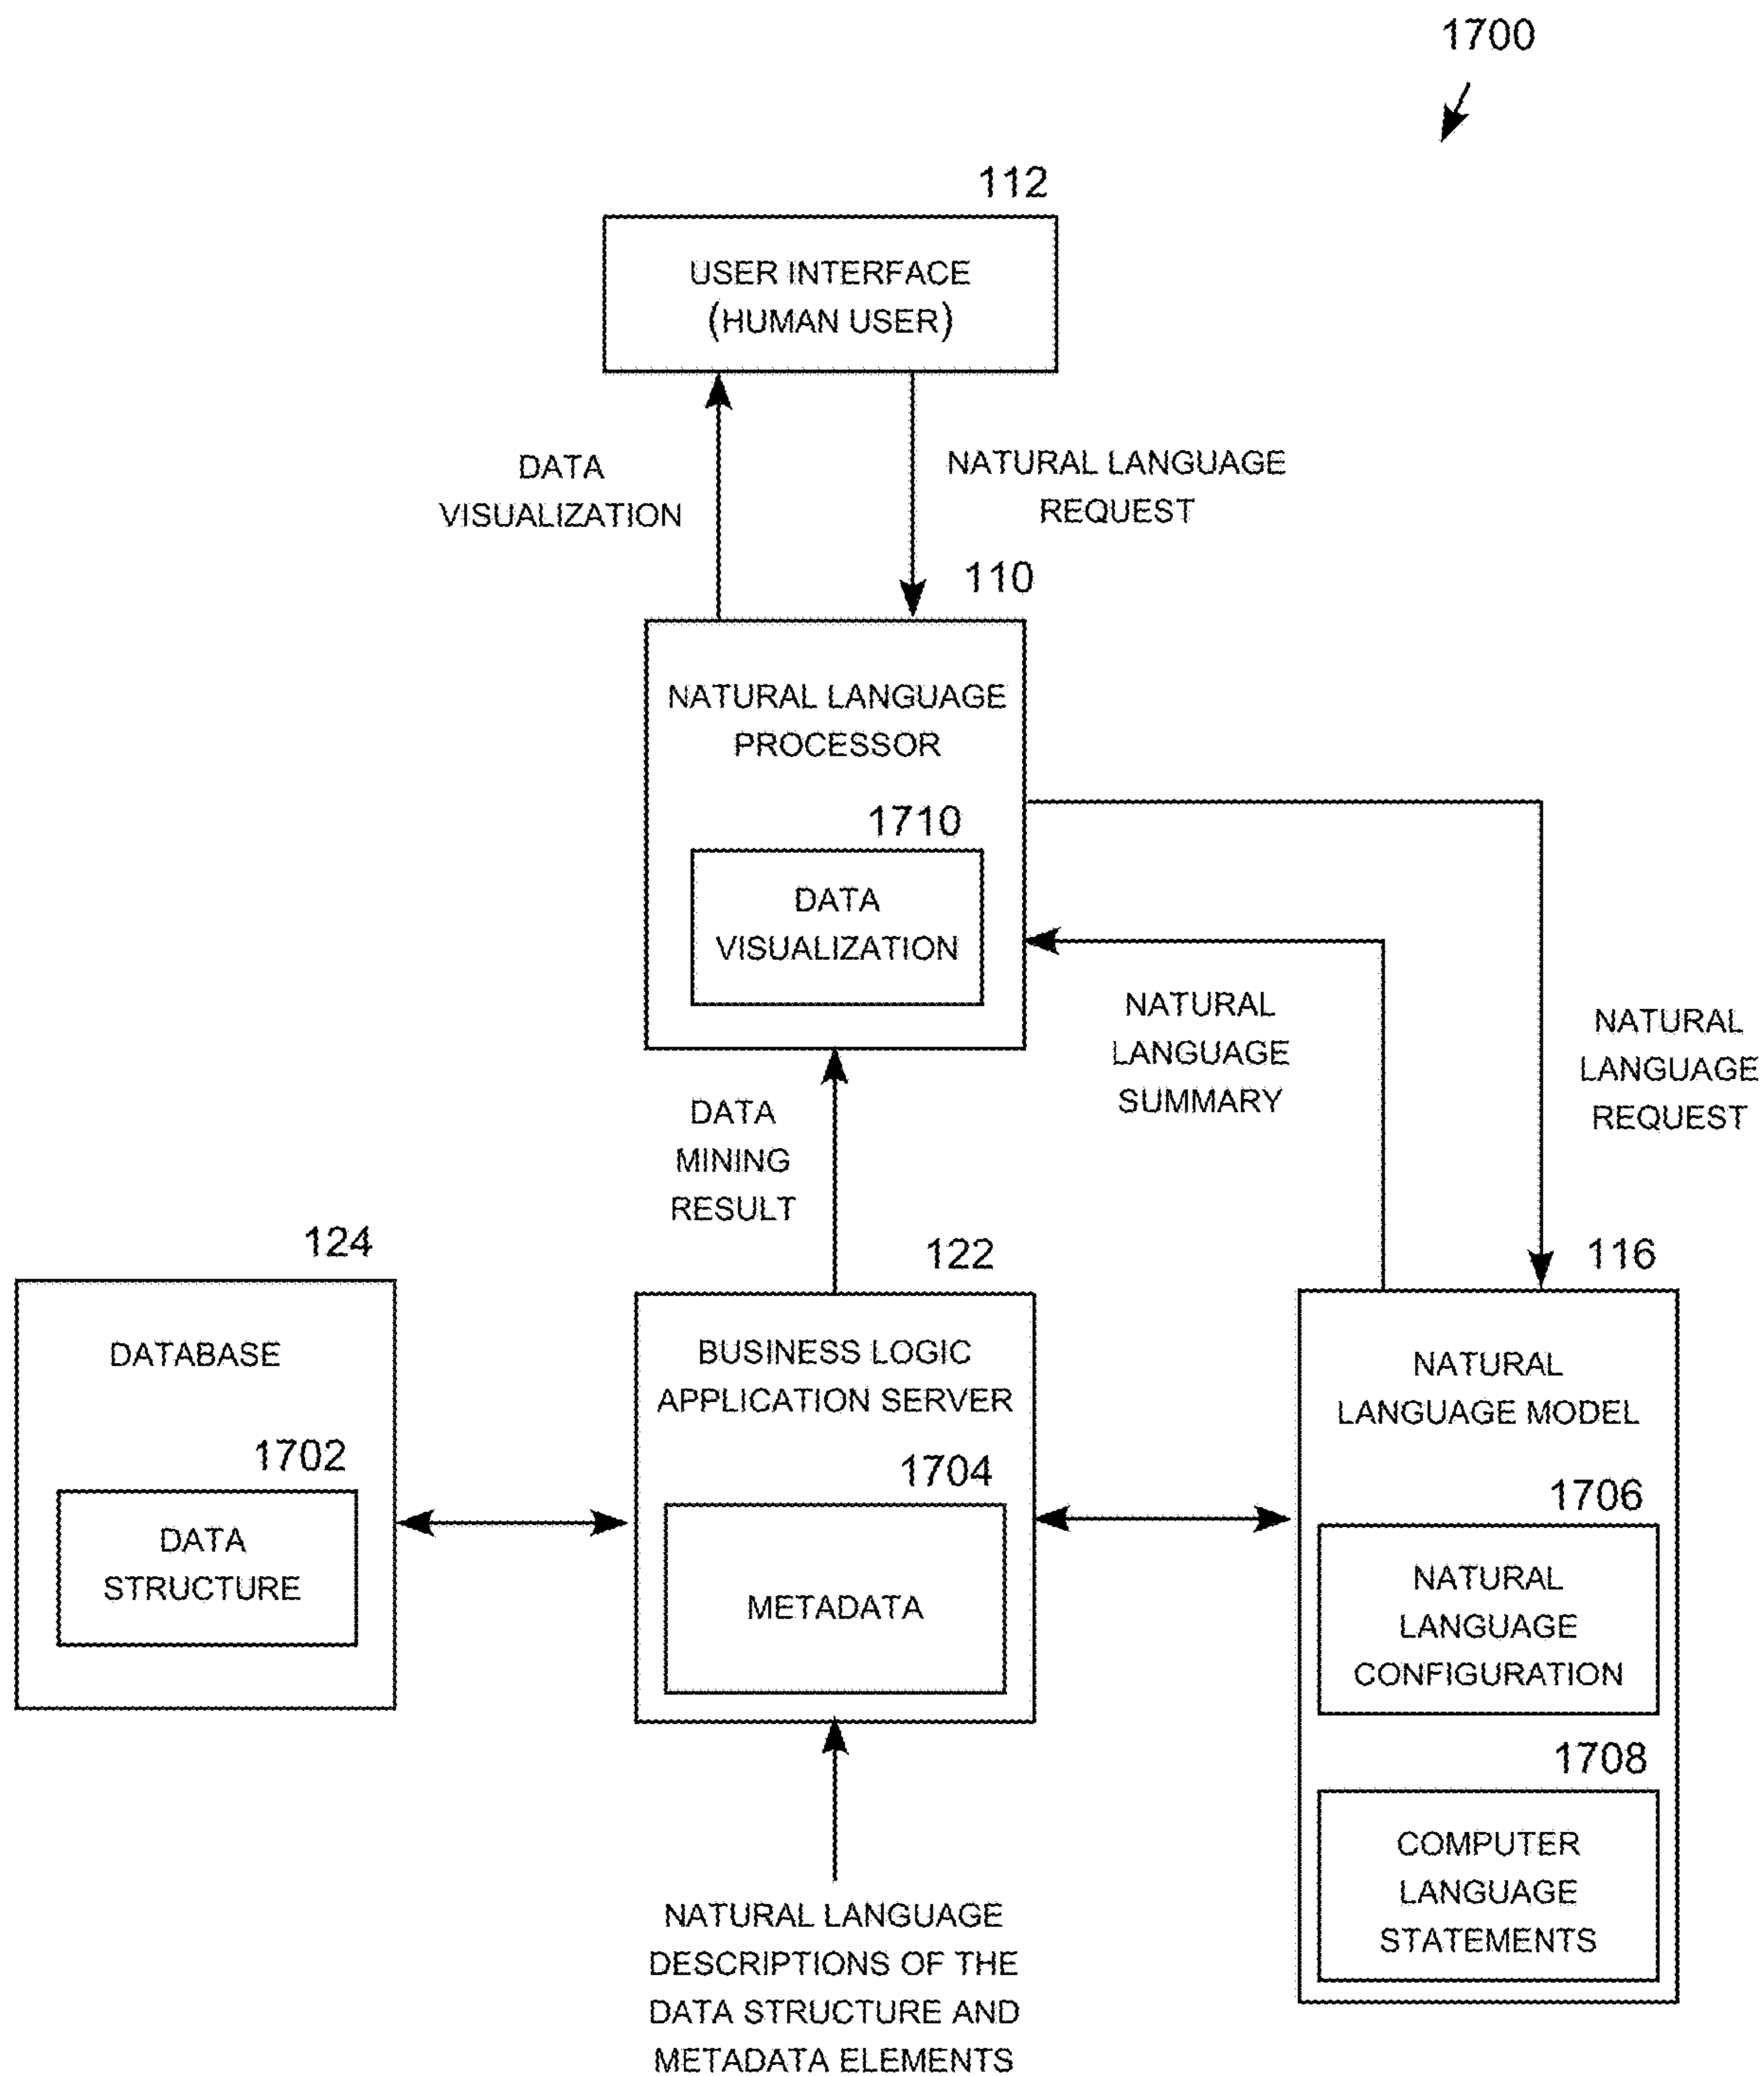 1700
112
USER INTERFACE
(HUMAN USER)
DATA
VISUALIZATION
NATURAL LANGUAGE
REQUEST
110
NATURAL LANGUAGE
PROCESSOR
1710
DATA
VISUALIZATION
NATURAL
LANGUAGE
SUMMARY
NATURAL
LANGUAGE
REQUEST
DATA
MINING
RESULT
124
DATABASE
1702
DATA
STRUCTURE
122
BUSINESS LOGIC
APPLICATION SERVER
1704
METADATA
116
NATURAL
LANGUAGE MODEL
1706
NATURAL
LANGUAGE
CONFIGURATION
1708
COMPUTER
LANGUAGE
STATEMENTS
NATURAL LANGUAGE
DESCRIPTIONS OF THE
DATA STRUCTURE AND
METADATA ELEMENTS